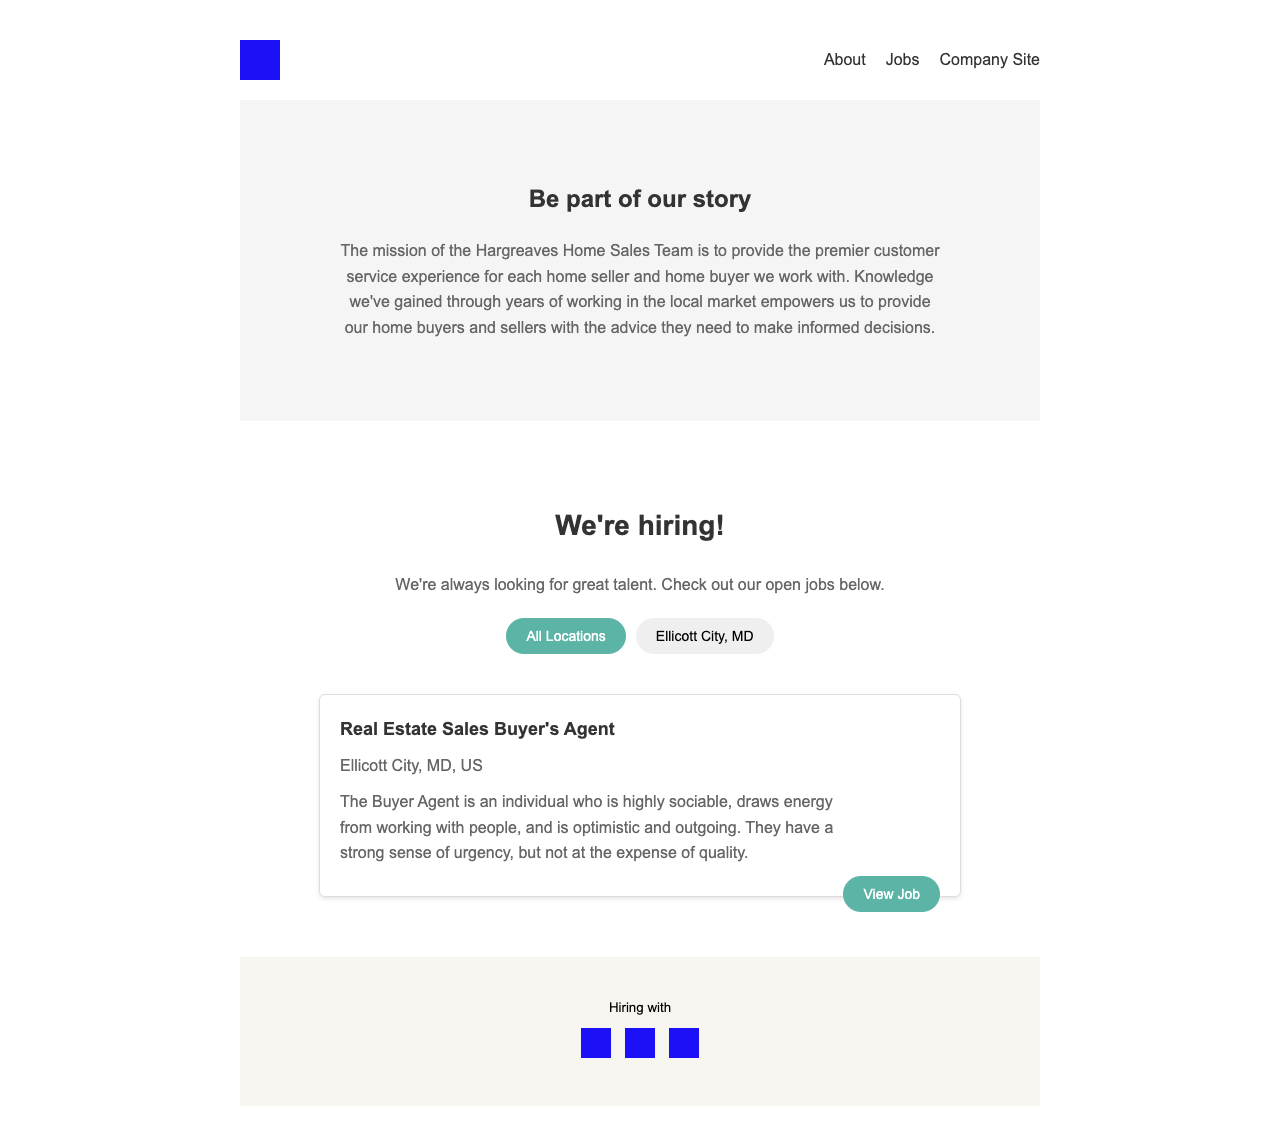 About Jobs Company Site
Be part of our story
The mission of the Hargreaves Home Sales Team is to provide the premier customer
service experience for each home seller and home buyer we work with. Knowledge
we've gained through years of working in the local market empowers us to provide
our home buyers and sellers with the advice they need to make informed decisions.
We're hiring!
We're always looking for great talent. Check out our open jobs below.
All Locations Ellicott City, MD
Real Estate Sales Buyer's Agent
Ellicott City, MD, US
The Buyer Agent is an individual who is highly sociable, draws energy
from working with people, and is optimistic and outgoing. They have a
strong sense of urgency, but not at the expense of quality.
View Job
Hiring with